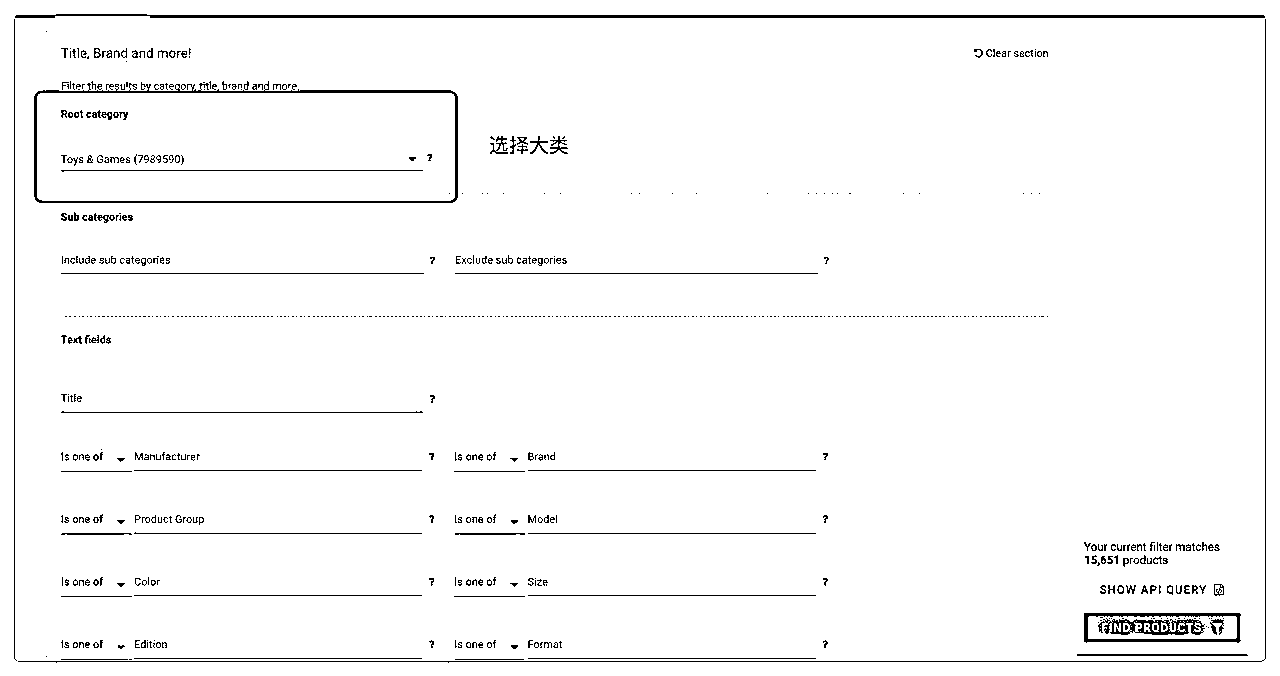 Title, Brand and more!
Clear section
Filter the results by category, title, brand and more.
Root category
Toys & Games (7989590) ?
选择大类
Sub categories
Include sub categories ? Exclude sub categories ?
Text fields
Title ?
Is one of Manufacturer ? Is one of Brand ?
Is one of Product Group ? Is one of Model ?
Is one of Color ? Is one of Size ?
Is one of Edition ? Is one of Format ?
Your current filter matches
15,651 products
SHOW API QUERY
FIND PRODUCTS